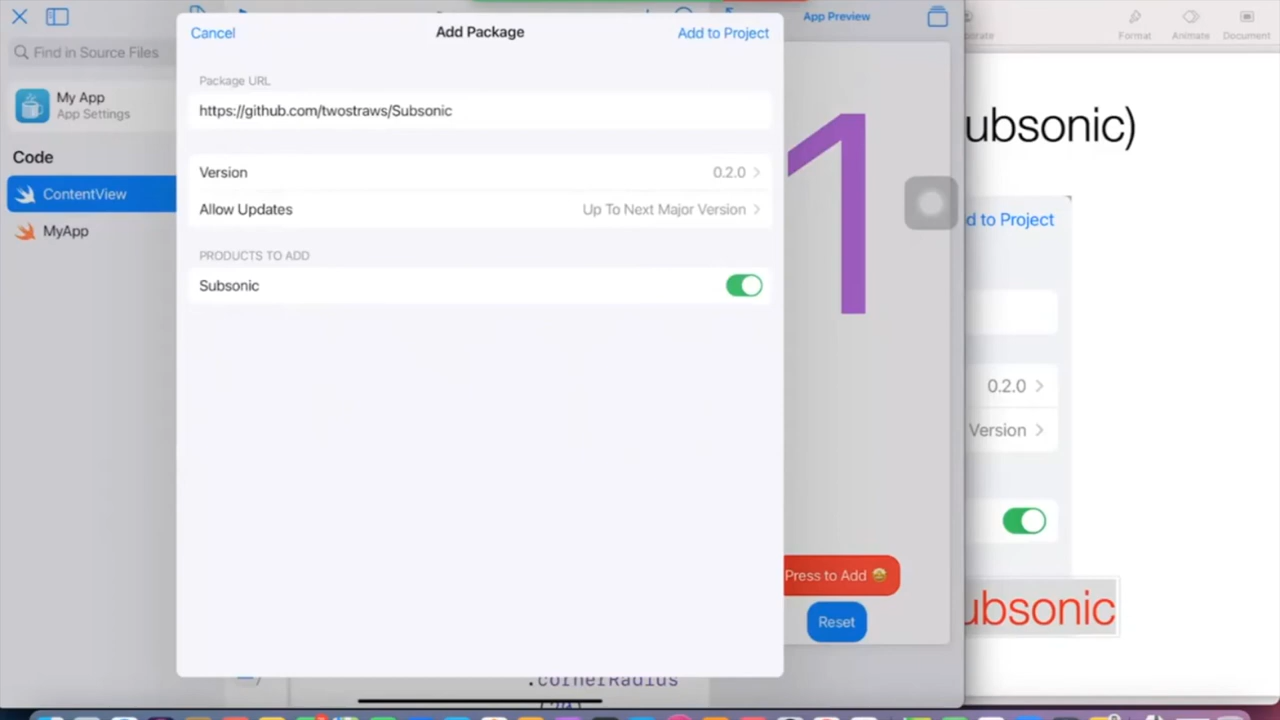 App Preview
Cancel
Add Package
Add to Project
Format
Animate
Document
Find in Source Files
Package URL
My App
App Settings
https://github.com/twostraws/Subsonic
ubsonic)
Code
Version
0.2.0
ContentView
Allow Updates
Up To Next Major Version
MyApp
d to Project
PRODUCTS TO ADD
Subsonic
1
0.2.0
Version
Press to Add 🤩
Reset
ubsonic
.cornerRadius